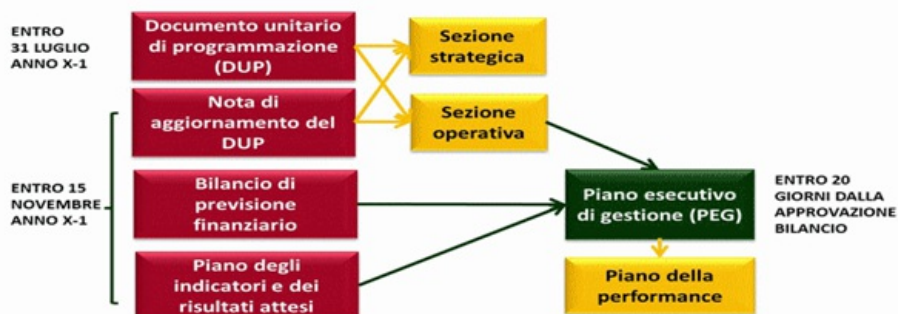 ENTRO
31 LUGLIO
ANNO X-1
Documento unitario
di programmazione
(DUP)
Sezione
strategica
Nota di
aggiornamento del
DUP
Sezione
operativa
ENTRO 15
NOVEMBRE
ANNO X-1
Bilancio di
previsione
finanziario
Piano esecutivo
di gestione (PEG)
ENTRO 20
GIORNI DALLA
APPROVAZIONE
BILANCIO
Piano degli
indicatori e dei
risultati attesi
Piano della
performance